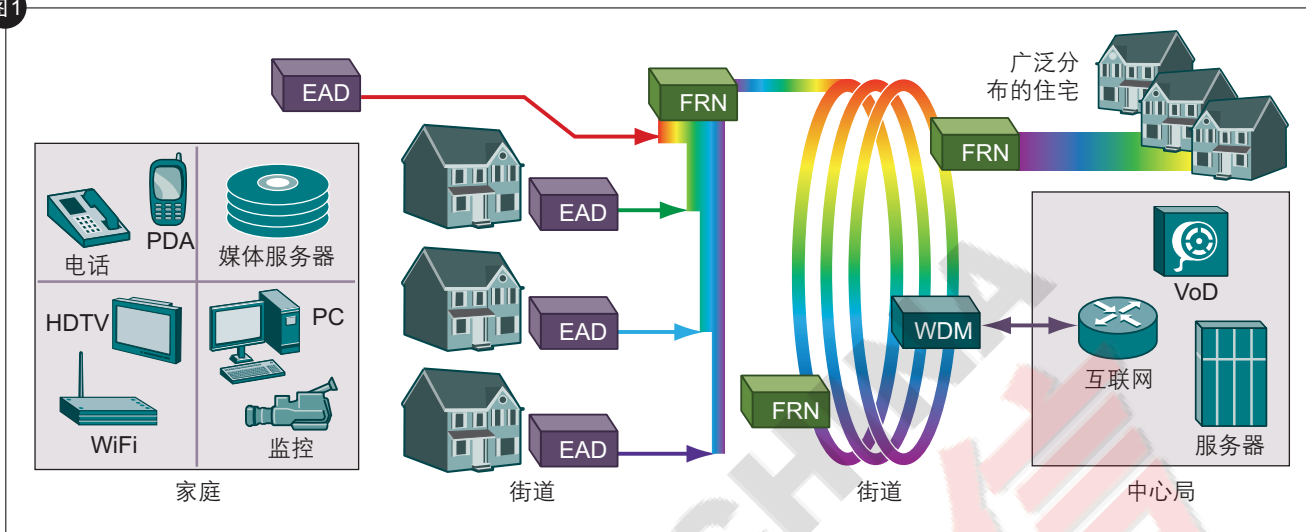 图1
EAD
FRN
广泛分
布的住宅
FRN
电话
PDA
媒体服务器
HDTV
PC
WiFi
监控
家庭
EAD
EAD
EAD
街道
WDM
FRN
街道
VoD
互联网
服务器
中心局
CHMA
信